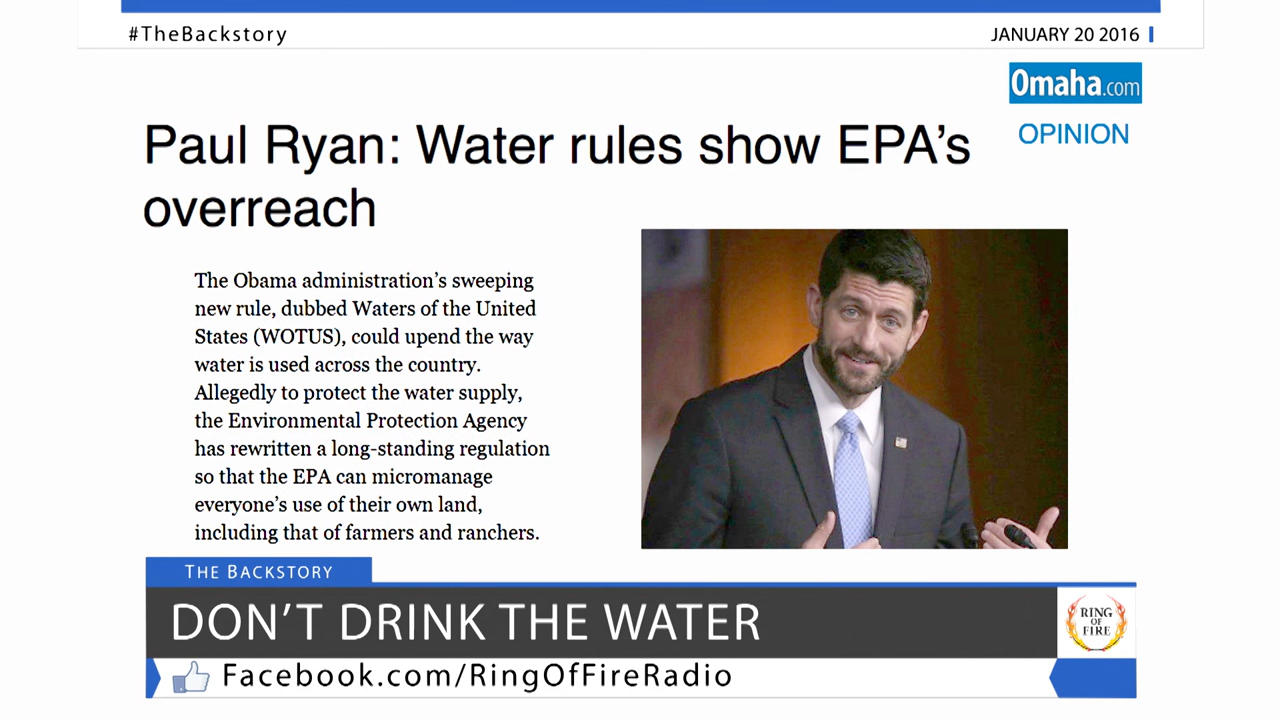 #TheBackstory
JANUARY 20 2016
Omaha.com
OPINION
Paul Ryan: Water rules show EPA’s
overreach
The Obama administration’s sweeping
new rule, dubbed Waters of the United
States (WOTUS), could upend the way
water is used across the country.
Allegedly to protect the water supply,
the Environmental Protection Agency
has rewritten a long-standing regulation
so that the EPA can micromanage
everyone’s use of their own land,
including that of farmers and ranchers.
THE BACKSTORY
DON’T DRINK THE WATER
RING
OF
FIRE
Facebook.com/RingOfFireRadio